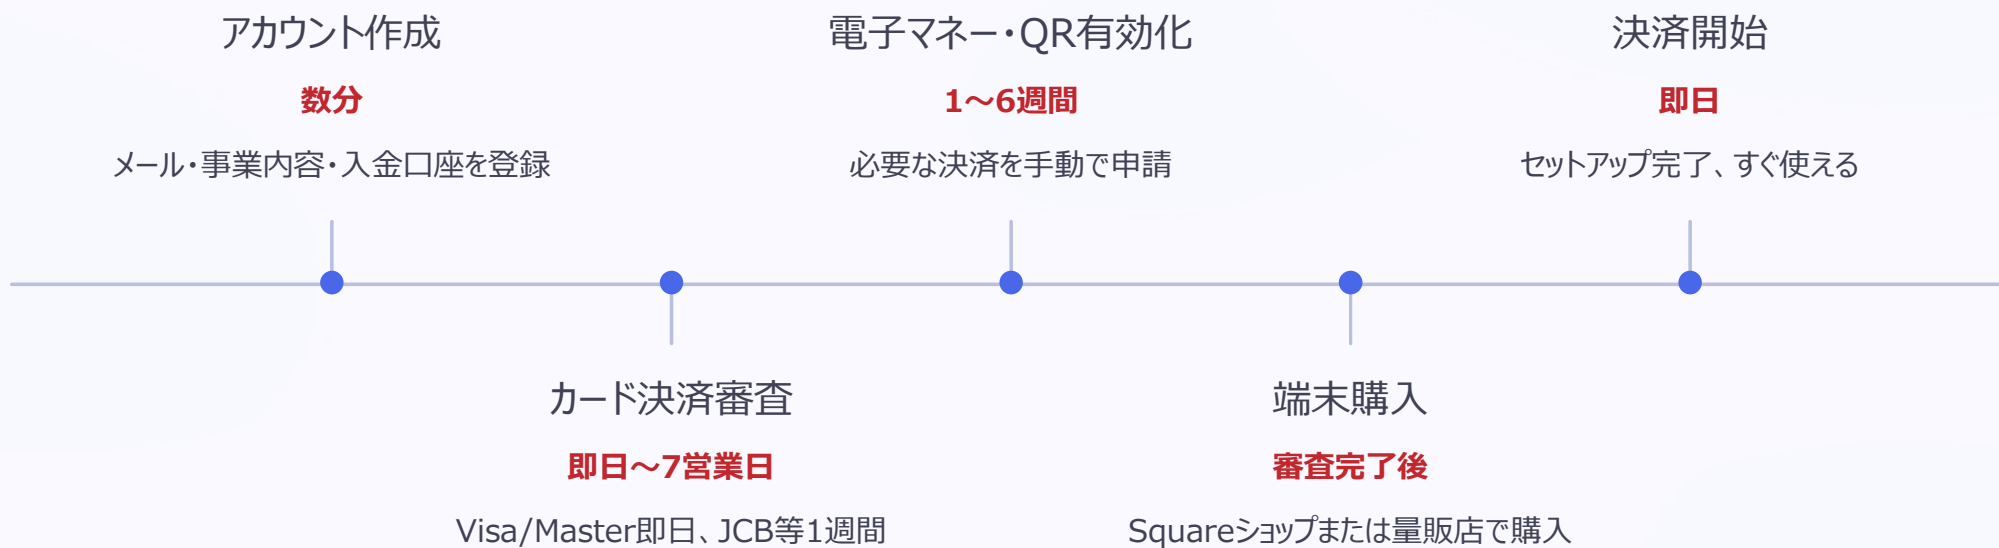 アカウント作成
数分
メール・事業内容・入金口座を登録
カード決済審査
即日～7営業日
Visa/Master即日、JCB等1週間
電子マネー・QR有効化
1～6週間
必要な決済を手動で申請
端末購入
審査完了後
Squareショップまたは量販店で購入
決済開始
即日
セットアップ完了、すぐ使える